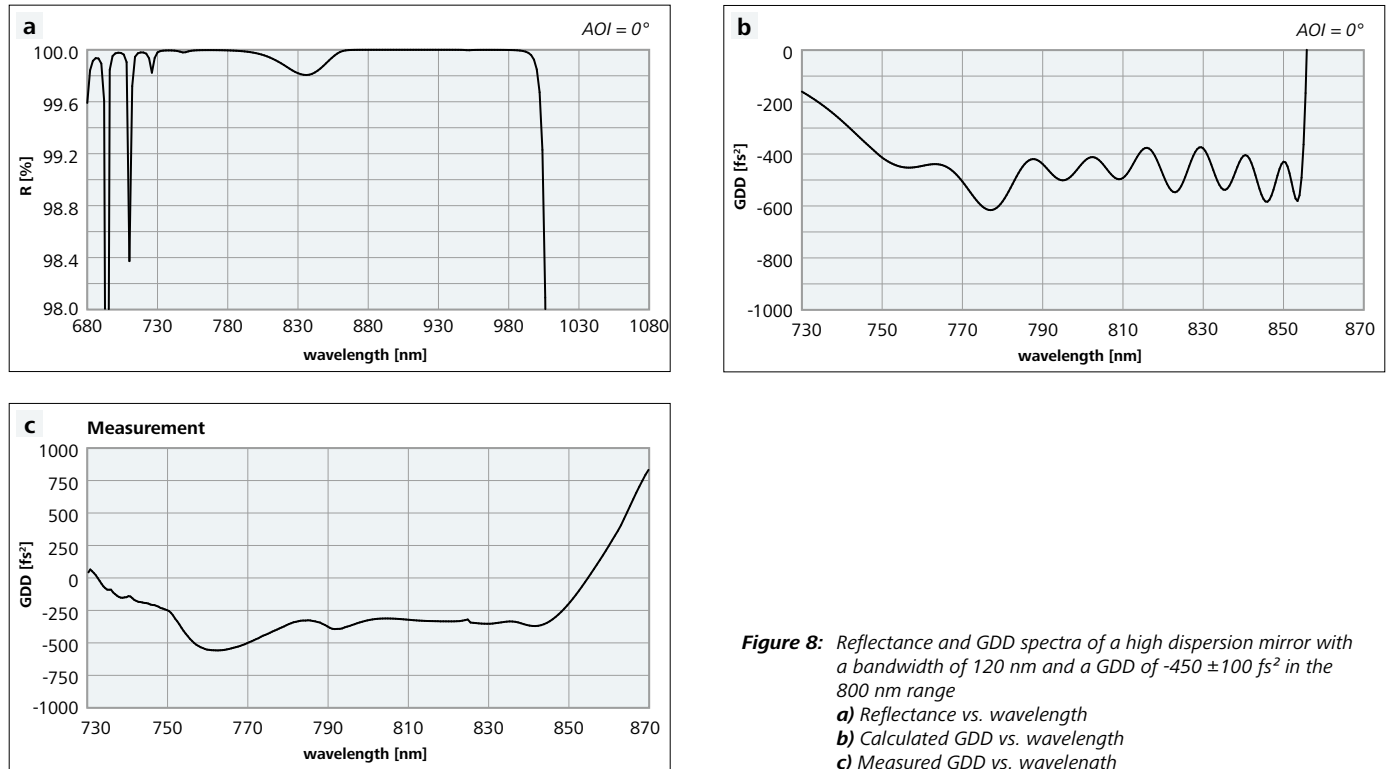 a
AOI = 0°
100.0
99.6
99.2
98.8
98.4
98.0
R [%]
680 730 780 830 880 930 980 1030 1080
wavelength [nm]
b
AOI = 0°
0
-200
-400
-600
-800
-1000
GDD [fs²]
730 750 770 790 810 830 850 870
wavelength [nm]
c Measurement
1000
750
500
250
0
-250
-500
-750
-1000
GDD [fs²]
730 750 770 790 810 830 850 870
wavelength [nm]
Figure 8: Reflectance and GDD spectra of a high dispersion mirror with
a bandwidth of 120 nm and a GDD of -450 ±100 fs² in the
800 nm range
a) Reflectance vs. wavelength
b) Calculated GDD vs. wavelength
c) Measured GDD vs. wavelength